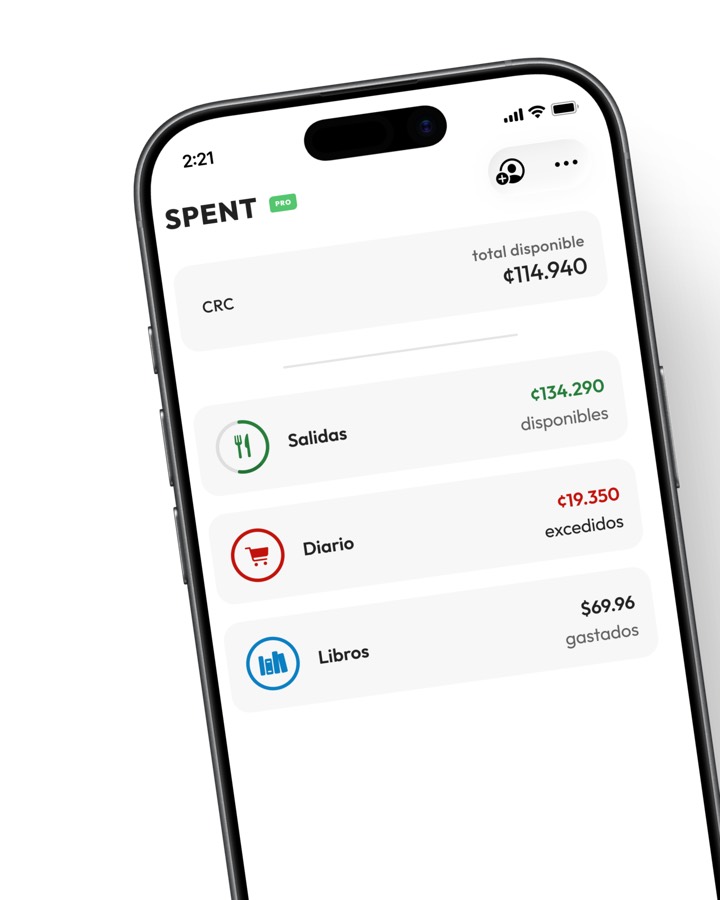 2:21
SPENT PRO
total disponible
CRC
₡114.940
Salidas
₡134.290
disponibles
Diario
₡19.350
excedidos
Libros
$69.96
gastados